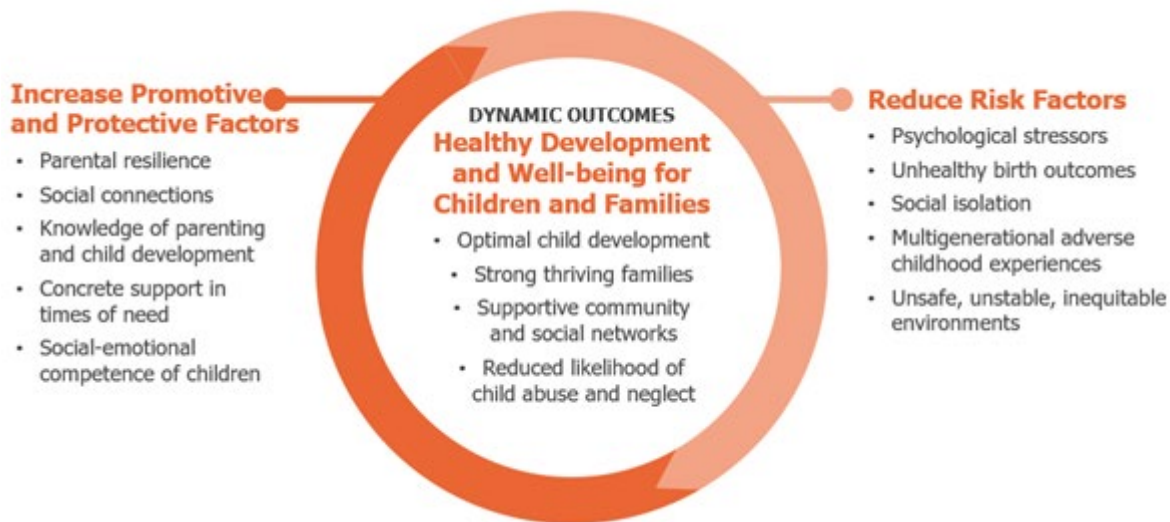 Increase Promotive
and Protective Factors
• Parental resilience
• Social connections
• Knowledge of parenting
and child development
• Concrete support in
times of need
• Social-emotional
competence of children
DYNAMIC OUTCOMES
Healthy Development
and Well-being for
Children and Families
• Optimal child development
• Strong thriving families
• Supportive community
and social networks
• Reduced likelihood of
child abuse and neglect
Reduce Risk Factors
• Psychological stressors
• Unhealthy birth outcomes
• Social isolation
• Multigenerational adverse
childhood experiences
• Unsafe, unstable, inequitable
environments